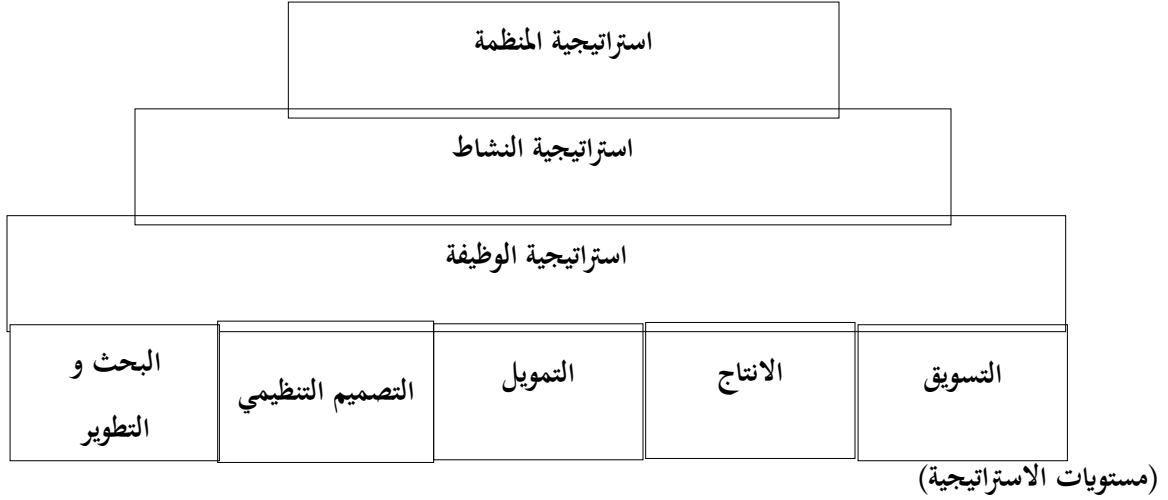 استراتيجية المنظمة
استراتيجية النشاط
استراتيجية الوظيفة
التسويق
الانتاج
التمويل
التصميم التنظيمي
البحث و
التطوير
(مستويات الاستراتيجية)